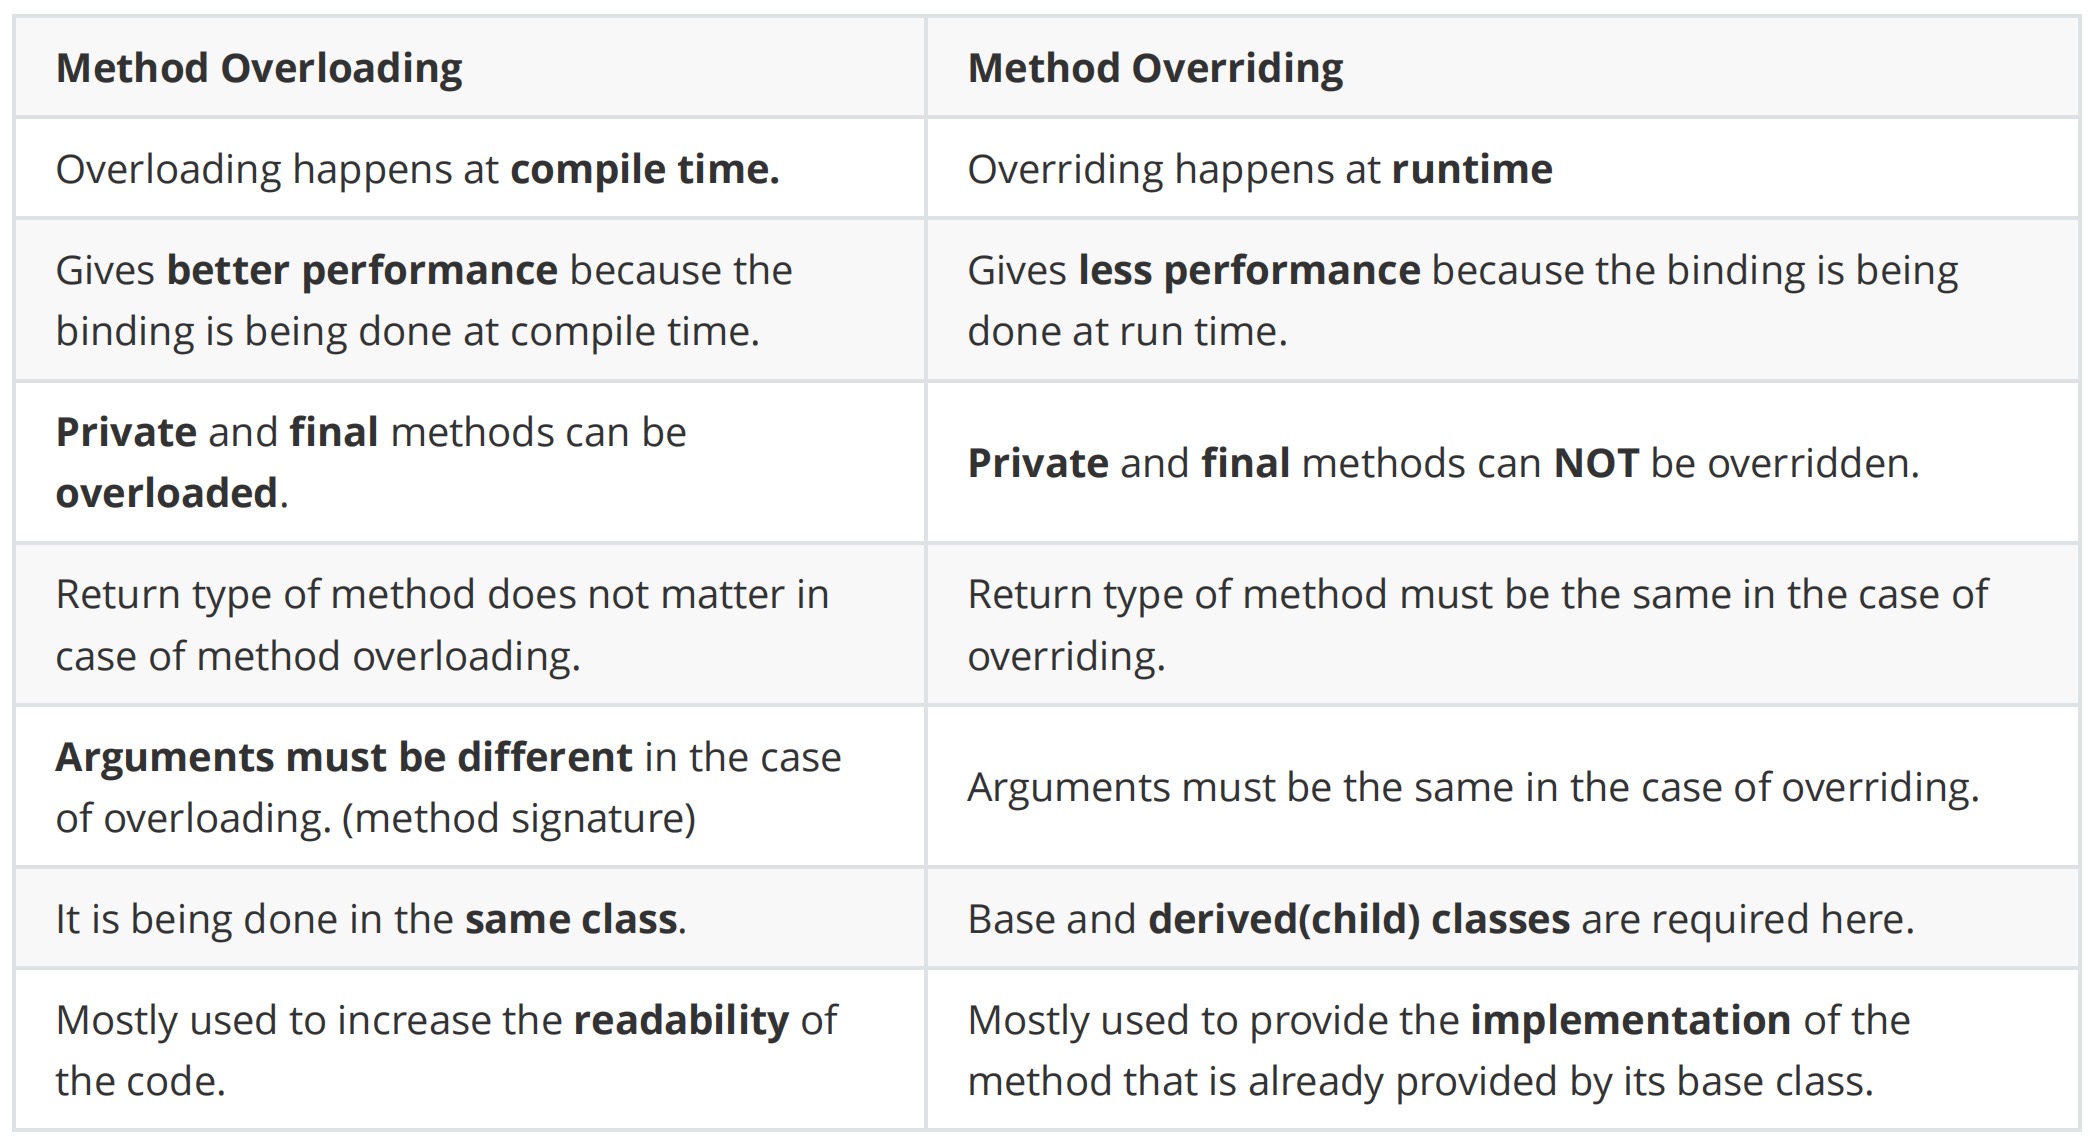 Method Overloading
Method Overriding
Overloading happens at compile time.
Overriding happens at runtime
Gives better performance because the
binding is being done at compile time.
Gives less performance because the binding is being
done at run time.
Private and final methods can be
overloaded.
Private and final methods can NOT be overridden.
Return type of method does not matter in
case of method overloading.
Return type of method must be the same in the case of
overriding.
Arguments must be different in the case
of overloading. (method signature)
Arguments must be the same in the case of overriding.
It is being done in the same class.
Base and derived(child) classes are required here.
Mostly used to increase the readability of
the code.
Mostly used to provide the implementation of the
method that is already provided by its base class.